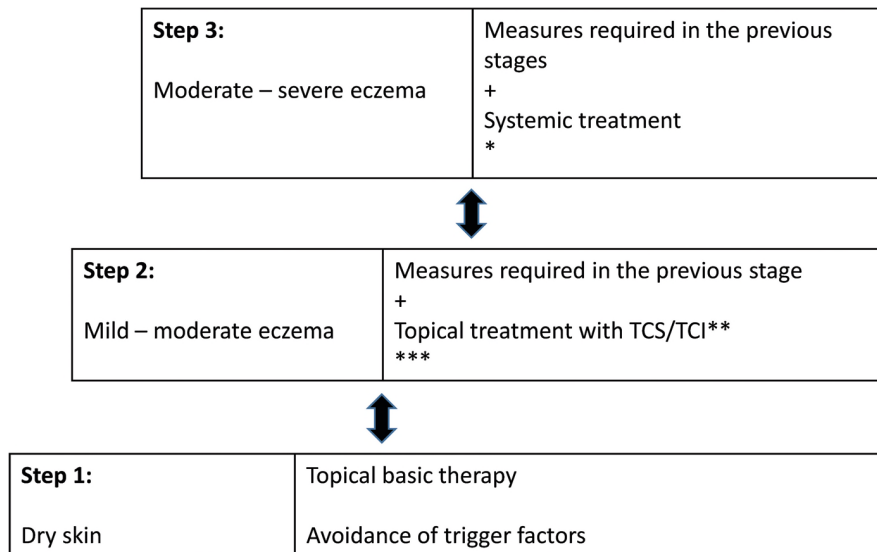 Step 3:
Moderate – severe eczema
Measures required in the previous
stages
+
Systemic treatment
*
Step 2:
Mild – moderate eczema
Measures required in the previous stage
+
Topical treatment with TCS/TCI**
***
Step 1:
Dry skin
Topical basic therapy
Avoidance of trigger factors